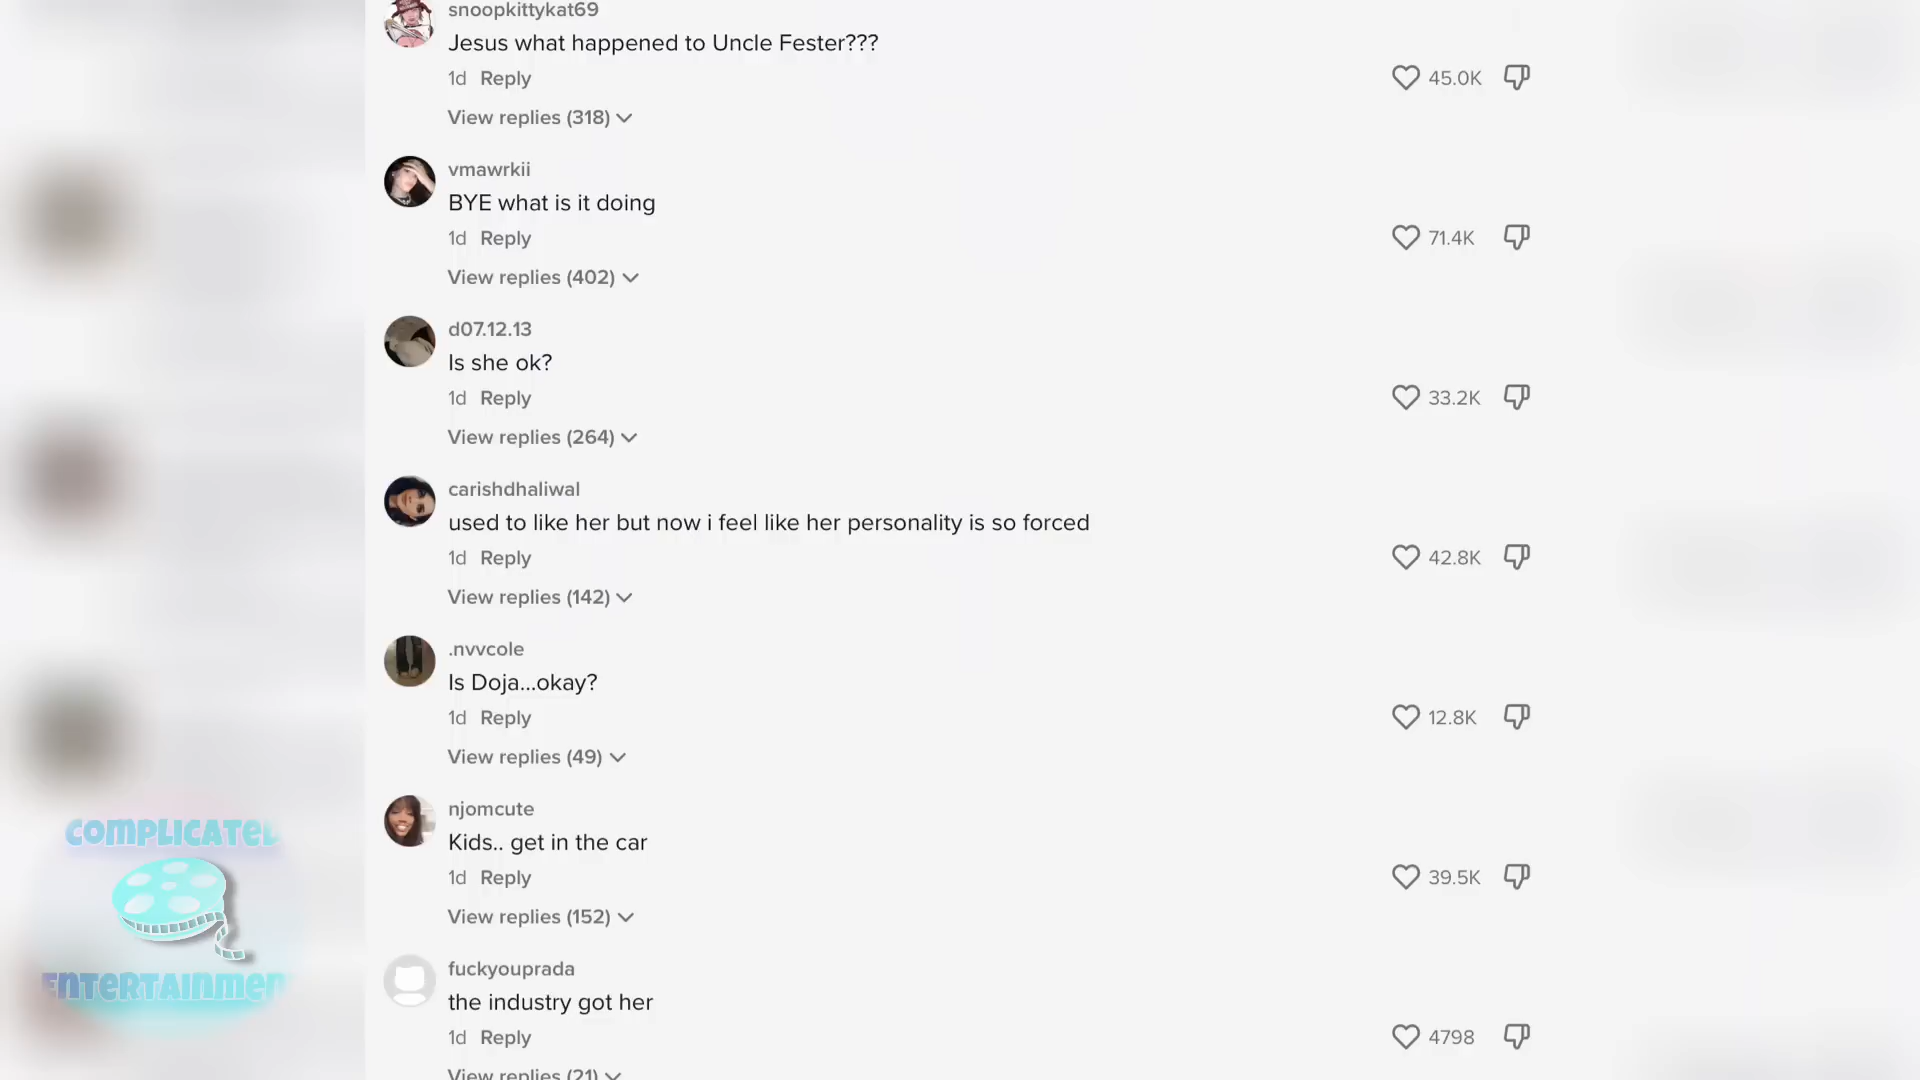 snoopkittykat69
Jesus what happened to Uncle Fester???
1d Reply
45.0K
View replies (318)
vmawrkii
BYE what is it doing
1d Reply
71.4K
View replies (402)
d07.12.13
Is she ok?
1d Reply
33.2K
View replies (264)
carishdhaliwal
used to like her but now i feel like her personality is so forced
1d Reply
42.8K
View replies (142)
.nvvcole
Is Doja...okay?
1d Reply
12.8K
View replies (49)
njomcute
Kids.. get in the car
1d Reply
39.5K
View replies (152)
fuckyouprada
the industry got her
1d Reply
4798
View replies (21)
COMPLICATED
ENTERTAINMENT